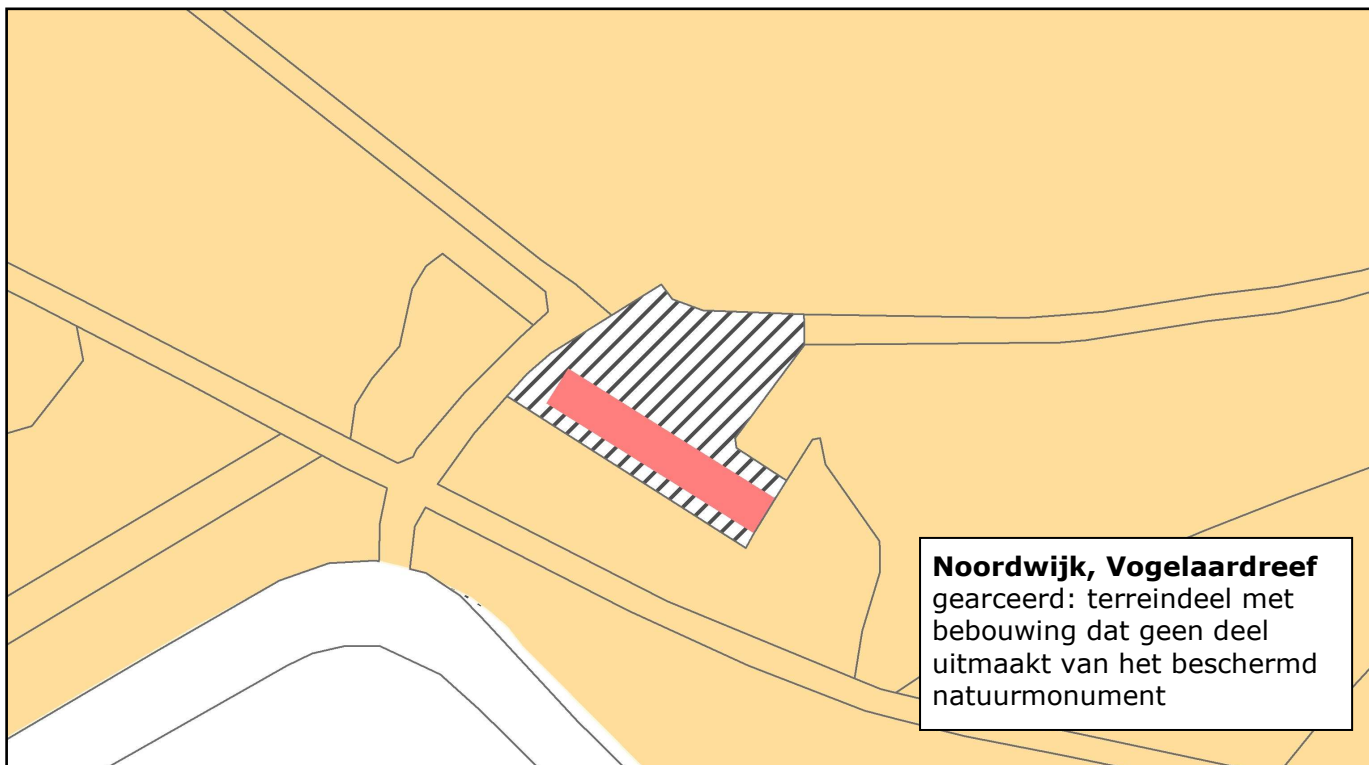 Noordwijk, Vogelaardreef
gearceerd: terreindeel met
bebouwing dat geen deel
uitmaakt van het beschermd
natuurmonument